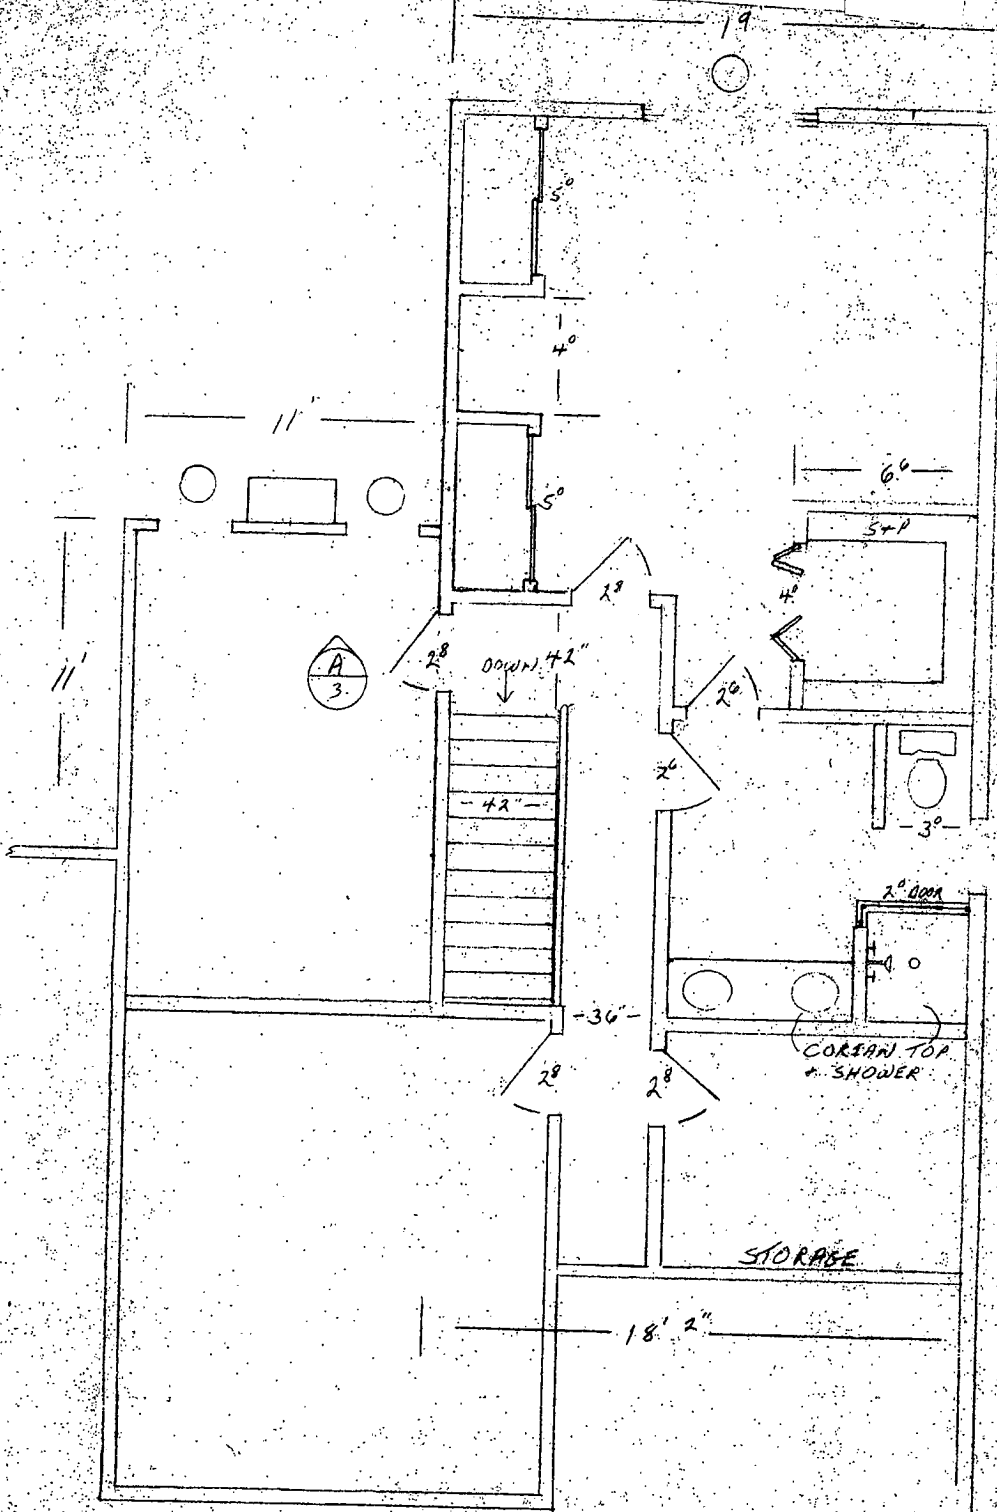 19
5⁰
4⁰
11'
6⁶
5⁰
S+P
2⁸
4⁰
A
3
2⁸
DOWN
42"
11'
2⁶
2⁶
42"
3⁰
2⁰ DOOR
36"
CORIAN TOP
+ SHOWER
2⁸
2⁸
STORAGE
18' 2"